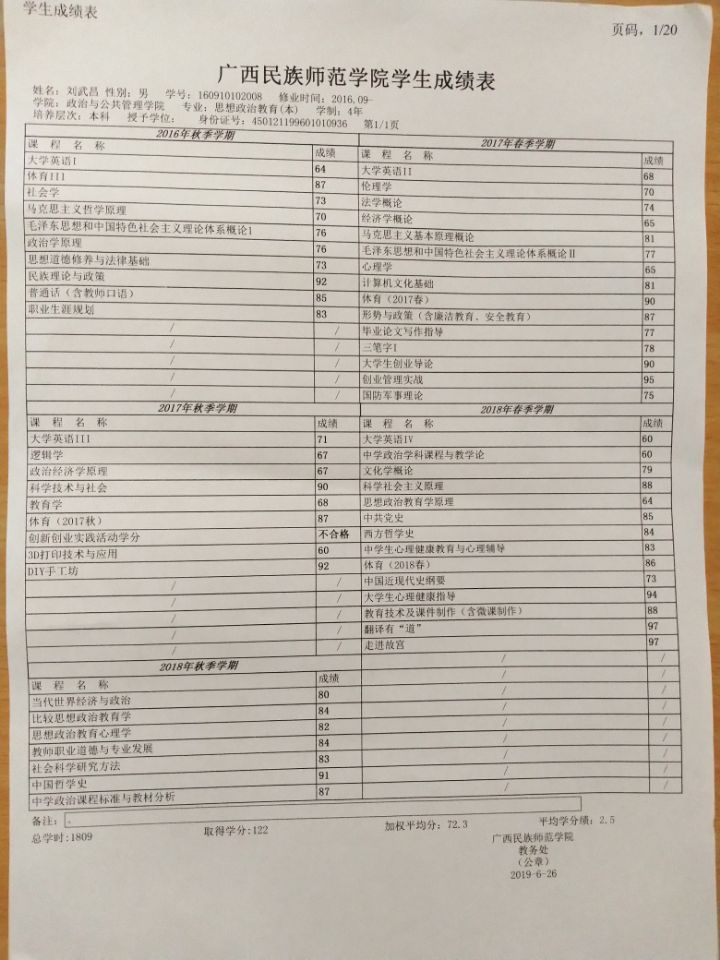 学生成绩表
页码，1/20
广西民族师范学院学生成绩表
姓名：刘武昌 性别：男 学号：160910102008 修业时间：2016.09-
学院：政治与公共管理学院 专业：思想政治教育(本) 学制：4年
培养层次：本科 授予学位： 身份证号：450121199601010936 第1/1页
2016年秋季学期
课 程 名 称 成绩
大学英语I 64
体育III 87
社会学 73
马克思主义哲学原理 70
毛泽东思想和中国特色社会主义理论体系概论1 76
政治学原理 76
思想道德修养与法律基础 73
民族理论与政策 92
普通话（含教师口语） 85
职业生涯规划 83
/ /
/ /
/ /
/ /
/ /
2017年春季学期
课 程 名 称 成绩
大学英语II 68
伦理学 70
法学概论 74
经济学概论 65
马克思主义基本原理概论 81
毛泽东思想和中国特色社会主义理论体系概论Ⅱ 77
心理学 65
计算机文化基础 81
体育（2017春） 90
形势与政策（含廉洁教育、安全教育） 87
毕业论文写作指导 77
三笔字I 78
大学生创业导论 90
创业管理实战 95
国防军事理论 75
2017年秋季学期
课 程 名 称 成绩
大学英语III 71
逻辑学 67
政治经济学原理 67
科学技术与社会 90
教育学 68
体育（2017秋） 87
创新创业实践活动学分 不合格
3D打印技术与应用 60
DIY手工坊 92
/ /
/ /
/ /
/ /
/ /
2018年春季学期
课 程 名 称 成绩
大学英语IV 60
中学政治学科课程与教学论 60
文化学概论 79
科学社会主义原理 88
思想政治教育学原理 64
中共党史 85
西方哲学史 84
中学生心理健康教育与心理辅导 83
体育（2018春） 86
中国近现代史纲要 73
大学生心理健康指导 94
教育技术及课件制作（含微课制作） 88
翻译有“道” 97
走进故宫 97
2018年秋季学期
课 程 名 称 成绩
当代世界经济与政治 80
比较思想政治教育学 84
思想政治教育心理学 82
教师职业道德与专业发展 84
社会科学研究方法 83
中国哲学史 91
中学政治课程标准与教材分析 87
/ /
/ /
/ /
/ /
/ /
/ /
/ /
/ /
/ /
备注：
总学时:1809 取得学分:122 加权平均分：72.3 平均学分绩：2.5
广西民族师范学院
教务处
（公章）
2019-6-26